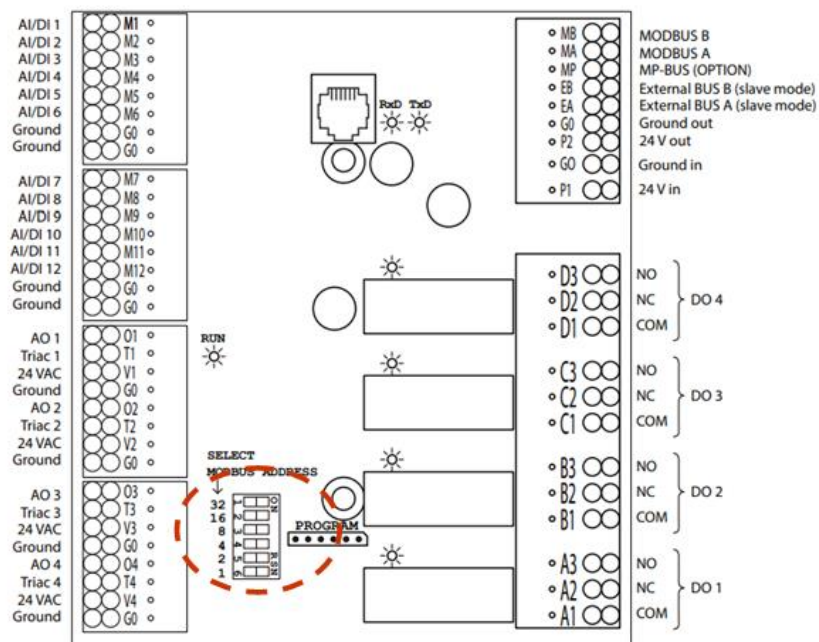 AI/DI 1 M1
AI/DI 2 M2
AI/DI 3 M3
AI/DI 4 M4
AI/DI 5 M5
AI/DI 6 M6
Ground G0
Ground G0
AI/DI 7 M7
AI/DI 8 M8
AI/DI 9 M9
AI/DI 10 M10
AI/DI 11 M11
AI/DI 12 M12
Ground G0
Ground G0
AO 1 O1
Triac 1 T1
24 VAC V1
Ground G0
AO 2 O2
Triac 2 T2
24 VAC V2
Ground G0
AO 3 O3
Triac 3 T3
24 VAC V3
Ground G0
AO 4 O4
Triac 4 T4
24 VAC V4
Ground G0
RxD TxD
RUN
SELECT
MODBUS ADDRESS
32 1 ON
16 2
8 3
4 4
2 5
1 6
RSN
PROGRAM
MB MODBUS B
MA MODBUS A
MP MP-BUS (OPTION)
EB External BUS B (slave mode)
EA External BUS A (slave mode)
G0 Ground out
P2 24 V out
GO Ground in
P1 24 V in
D3 NO
D2 NC DO 4
D1 COM
C3 NO
C2 NC DO 3
C1 COM
B3 NO
B2 NC DO 2
B1 COM
A3 NO
A2 NC DO 1
A1 COM